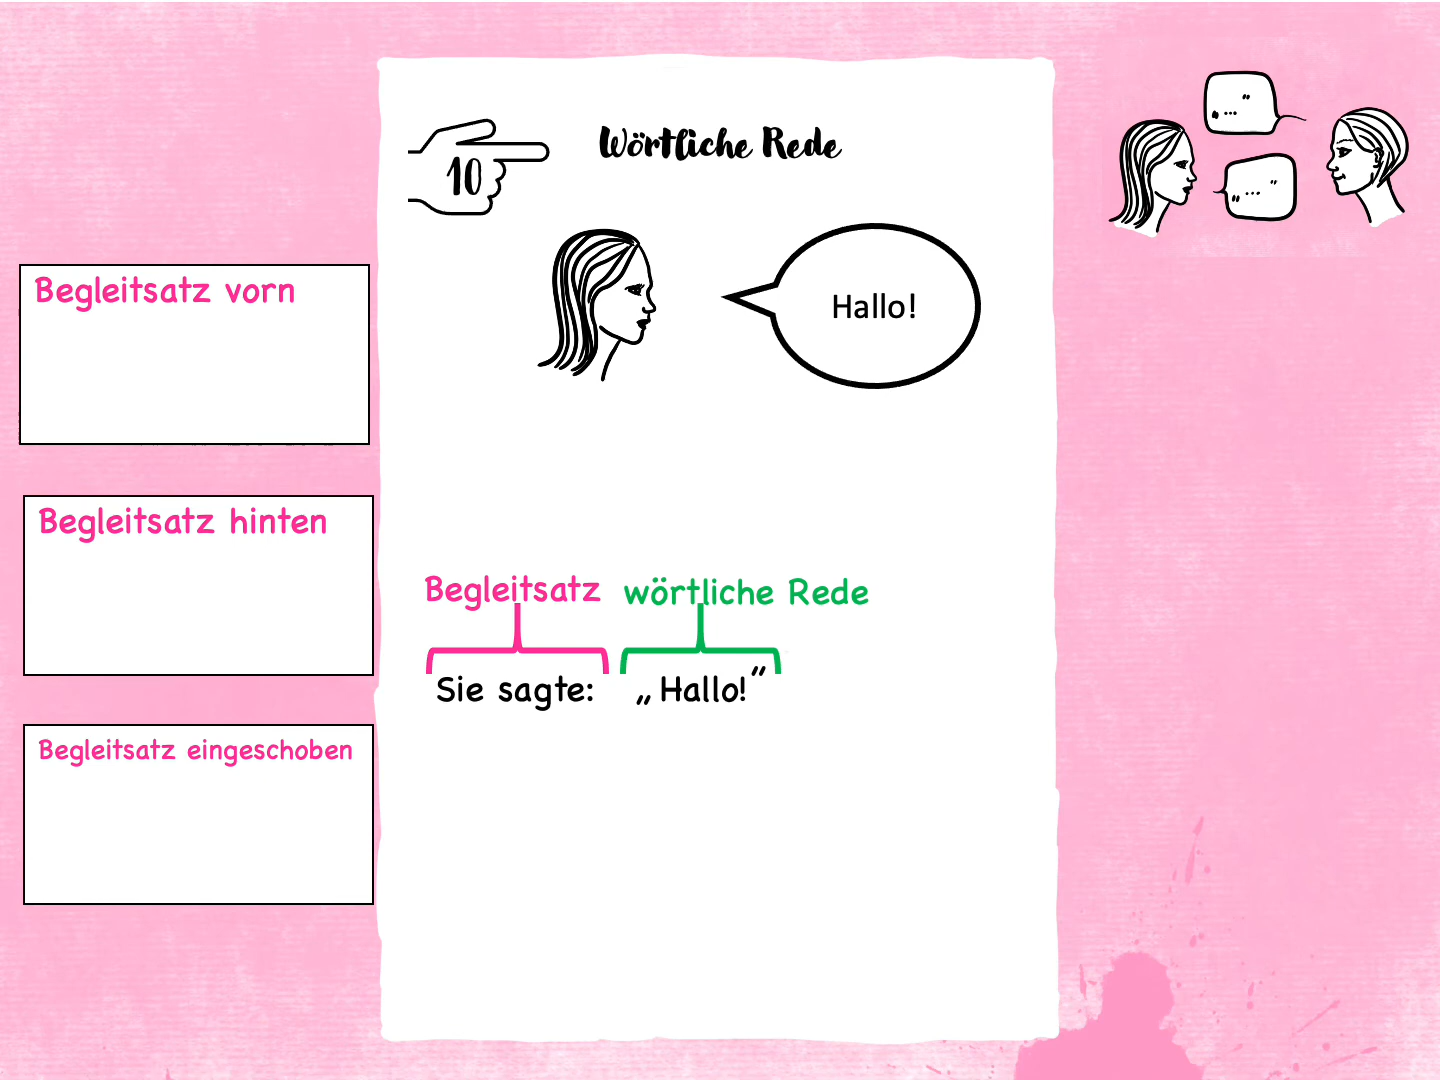 Wörtliche Rede
10
„ ... ”
„ ... ”
Hallo!
Begleitsatz vorn
Begleitsatz hinten
Begleitsatz eingeschoben
Begleitsatz wörtliche Rede
Sie sagte: „Hallo!”